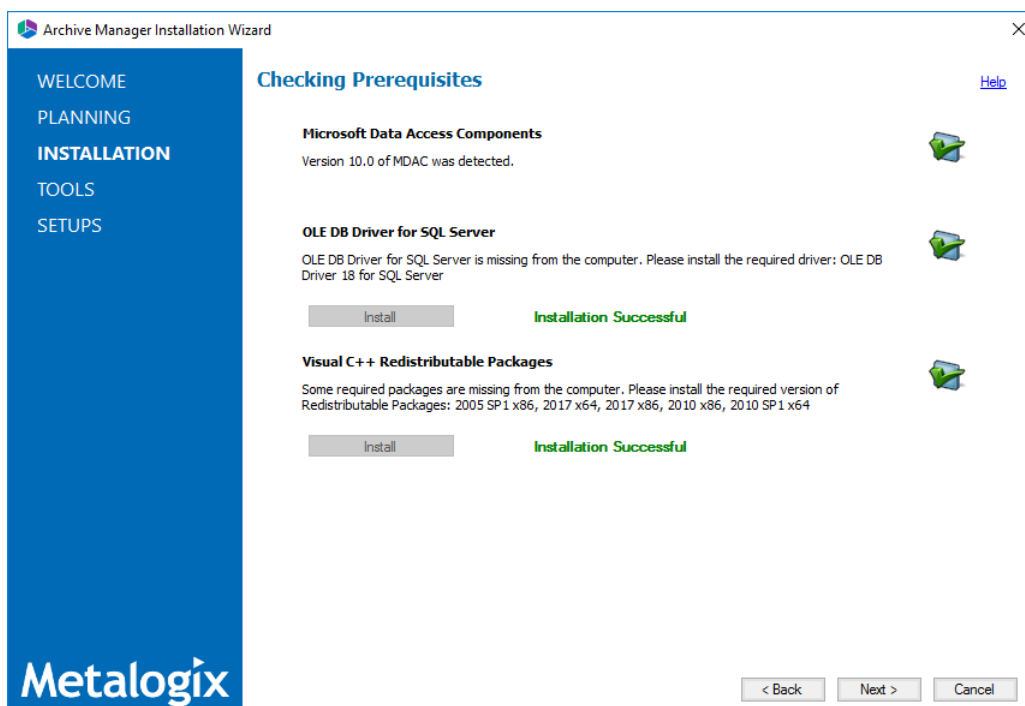 Archive Manager Installation Wizard
WELCOME
PLANNING
INSTALLATION
TOOLS
SETUPS
Metalogix
Checking Prerequisites
Help
Microsoft Data Access Components
Version 10.0 of MDAC was detected.
OLE DB Driver for SQL Server
OLE DB Driver for SQL Server is missing from the computer. Please install the required driver: OLE DB
Driver 18 for SQL Server
Install
Installation Successful
Visual C++ Redistributable Packages
Some required packages are missing from the computer. Please install the required version of
Redistributable Packages: 2005 SP1 x86, 2017 x64, 2017 x86, 2010 x86, 2010 SP1 x64
Install
Installation Successful
< Back
Next >
Cancel